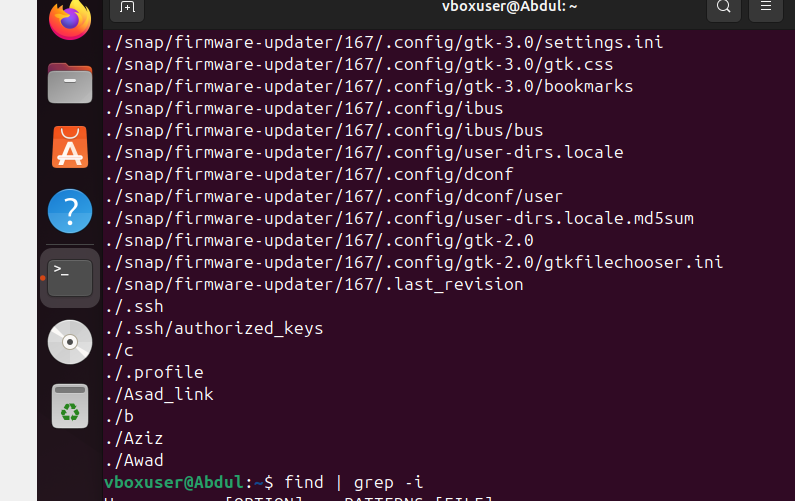 vboxuser@Abdul: ~
./snap/firmware-updater/167/.config/gtk-3.0/settings.ini
./snap/firmware-updater/167/.config/gtk-3.0/gtk.css
./snap/firmware-updater/167/.config/gtk-3.0/bookmarks
./snap/firmware-updater/167/.config/ibus
./snap/firmware-updater/167/.config/ibus/bus
./snap/firmware-updater/167/.config/user-dirs.locale
./snap/firmware-updater/167/.config/dconf
./snap/firmware-updater/167/.config/dconf/user
./snap/firmware-updater/167/.config/user-dirs.locale.md5sum
./snap/firmware-updater/167/.config/gtk-2.0
./snap/firmware-updater/167/.config/gtk-2.0/gtkfilechooser.ini
./snap/firmware-updater/167/.last_revision
./.ssh
./.ssh/authorized_keys
./c
./.profile
./Asad_link
./b
./Aziz
./Awad
vboxuser@Abdul:~$ find | grep -i
[OPTION]... PATTERNS [FILE]...